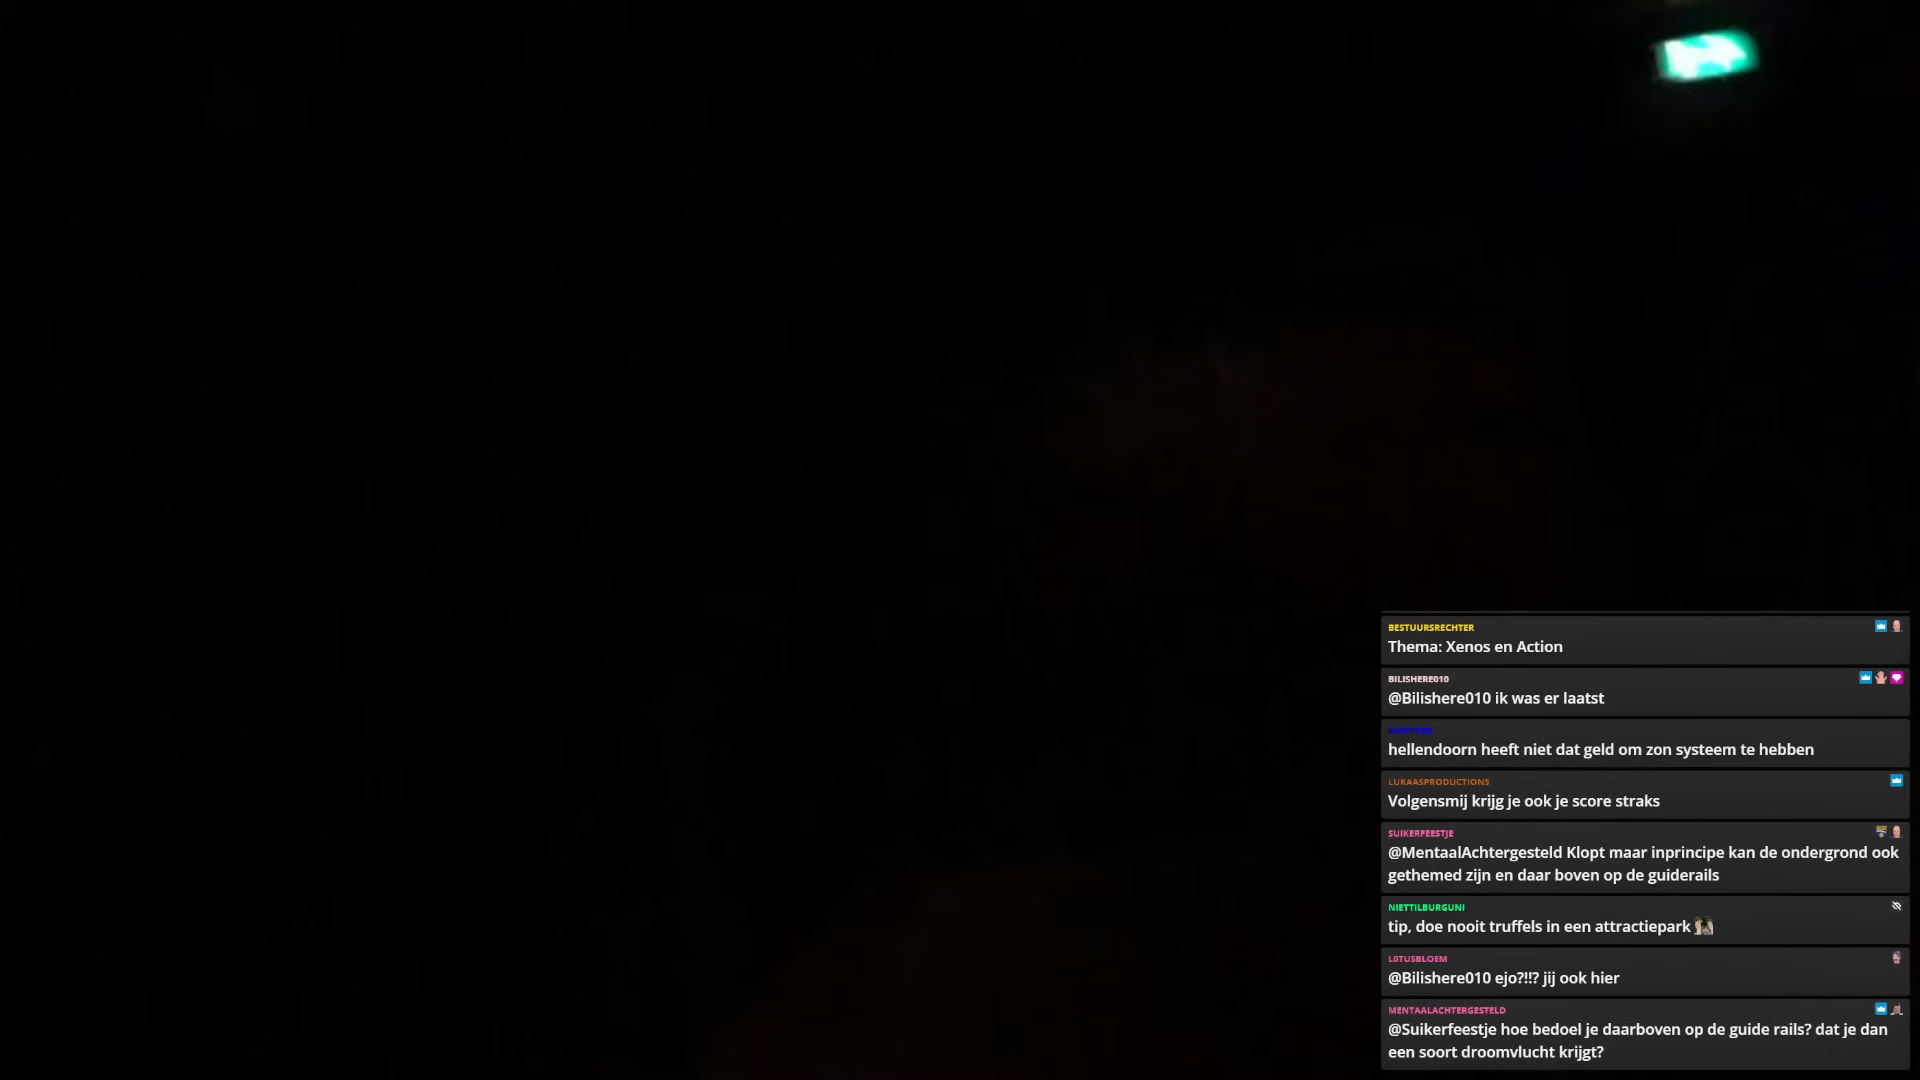 BESTUURSRECHTER
Thema: Xenos en Action
BILISHERE010
@Bilishere010 ik was er laatst
hellendoorn heeft niet dat geld om zon systeem te hebben
LUKAASPRODUCTIONS
Volgensmij krijg je ook je score straks
SUIKERFEESTJE
@MentaalAchtergesteld Klopt maar inprincipe kan de ondergrond ook
gethemed zijn en daar boven op de guiderails
NIETTILBURGUNI
tip, doe nooit truffels in een attractiepark
L0TUSBLOEM
@Bilishere010 ejo?!!? jij ook hier
MENTAALACHTERGESTELD
@Suikerfeestje hoe bedoel je daarboven op de guide rails? dat je dan
een soort droomvlucht krijgt?